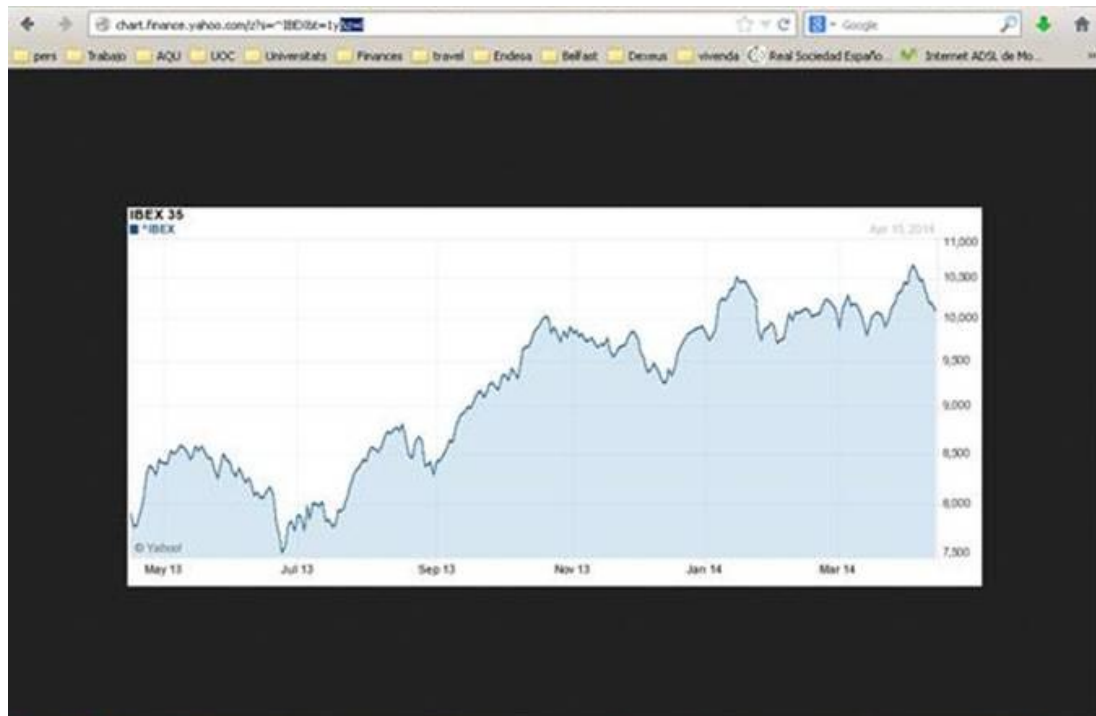 chart.finance.yahoo.com/z?s=^IBEX&t=1y&z=l
Google
pers Trabajo AQU UOC Universitats Finances travel Endesa Belfast Dexeus vivenda Real Sociedad Españo... Internet ADSL de Mo...
IBEX 35
^IBEX
Apr 15, 2014
11,000
10,500
10,000
9,500
9,000
8,500
8,000
7,500
© Yahoo!
May 13 Jul 13 Sep 13 Nov 13 Jan 14 Mar 14